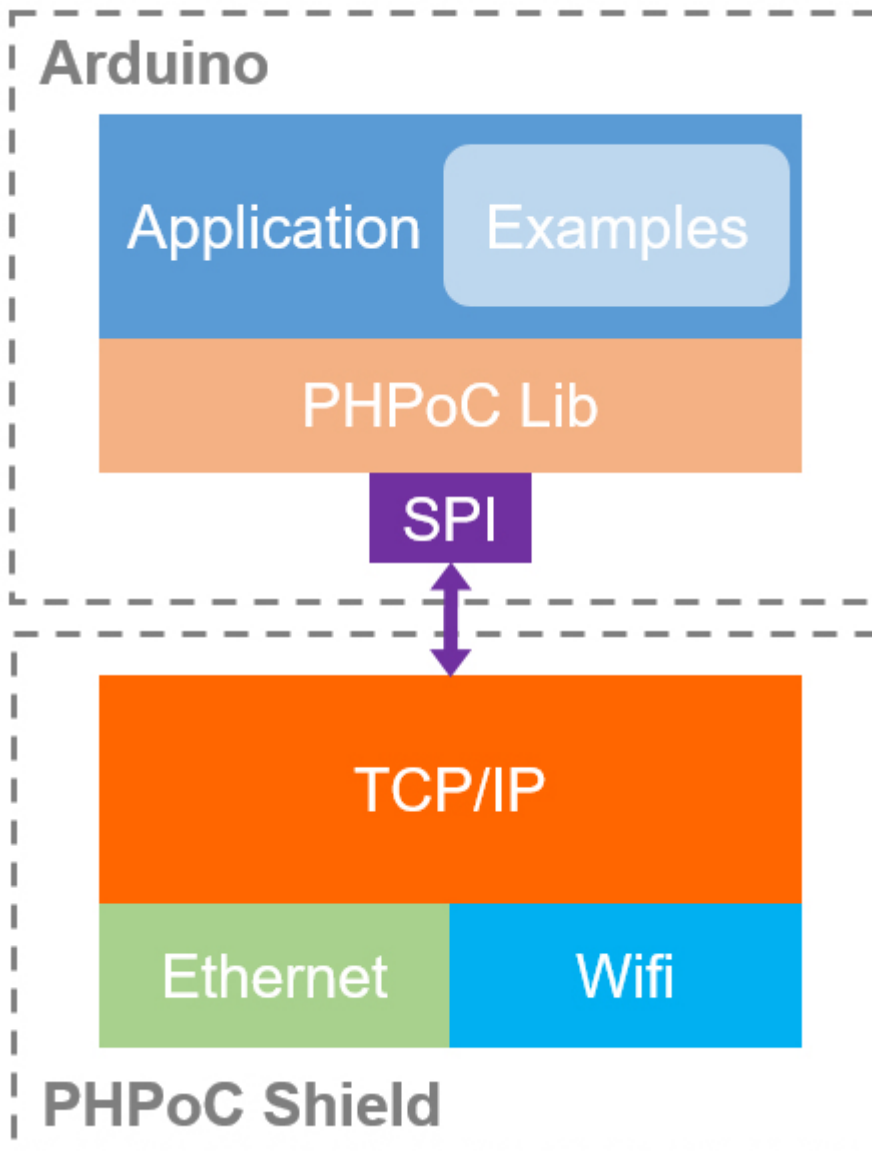 Arduino
Application
Examples
PHPoC Lib
SPI
TCP/IP
Ethernet
Wifi
PHPoC Shield